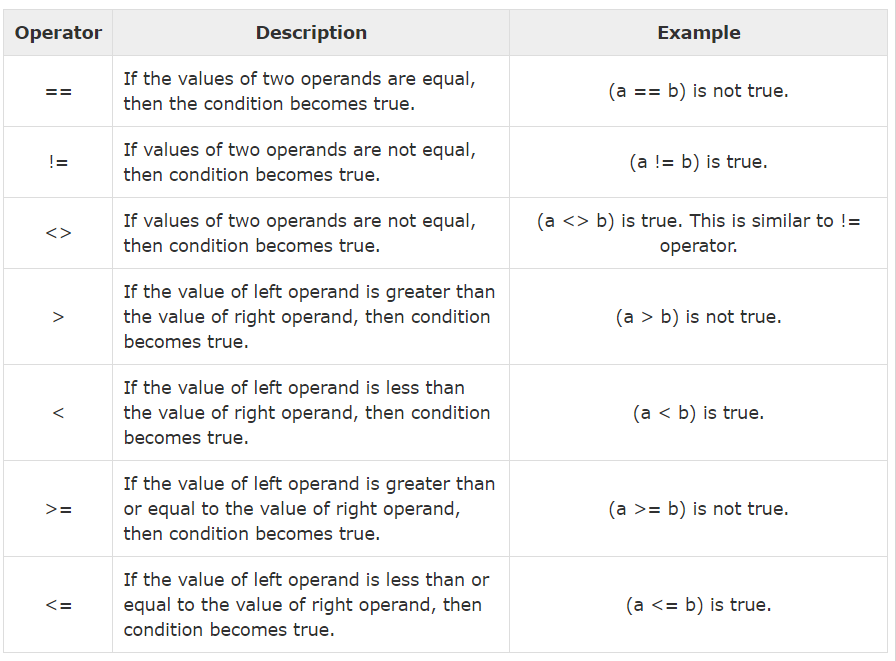 Operator Description Example
== If the values of two operands are equal,
then the condition becomes true. (a == b) is not true.
!= If values of two operands are not equal,
then condition becomes true. (a != b) is true.
<> If values of two operands are not equal,
then condition becomes true. (a <> b) is true. This is similar to !=
operator.
> If the value of left operand is greater than
the value of right operand, then condition
becomes true. (a > b) is not true.
< If the value of left operand is less than
the value of right operand, then condition
becomes true. (a < b) is true.
>= If the value of left operand is greater than
or equal to the value of right operand,
then condition becomes true. (a >= b) is not true.
<= If the value of left operand is less than or
equal to the value of right operand, then
condition becomes true. (a <= b) is true.